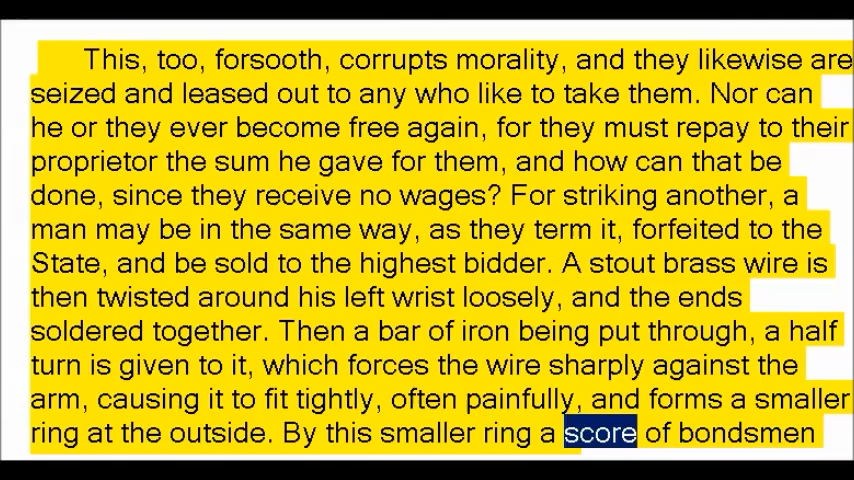 This, too, forsooth, corrupts morality, and they likewise are
seized and leased out to any who like to take them. Nor can
he or they ever become free again, for they must repay to their
proprietor the sum he gave for them, and how can that be
done, since they receive no wages? For striking another, a
man may be in the same way, as they term it, forfeited to the
State, and be sold to the highest bidder. A stout brass wire is
then twisted around his left wrist loosely, and the ends
soldered together. Then a bar of iron being put through, a half
turn is given to it, which forces the wire sharply against the
arm, causing it to fit tightly, often painfully, and forms a smaller
ring at the outside. By this smaller ring a score of bondsmen